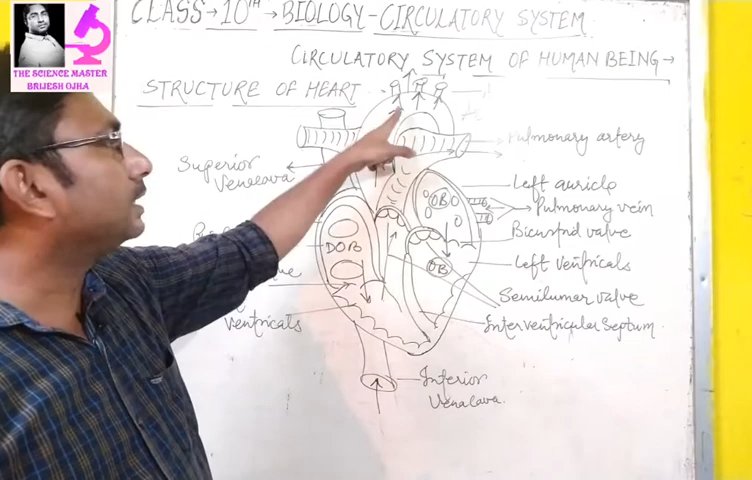 CLASS → 10TH → BIOLOGY - CIRCULATORY SYSTEM
CIRCULATORY SYSTEM OF HUMAN BEING →
STRUCTURE OF HEART
THE SCIENCE MASTER
BRIJESH OJHA
Pulmonary artery
Superior
Venacava
Left auricle
Pulmonary vein
OB
Bicuspid valve
DOB
OB
Left ventricals
Semilunar valve
Ventricals
Interventricular Septum
Inferior
Venacava